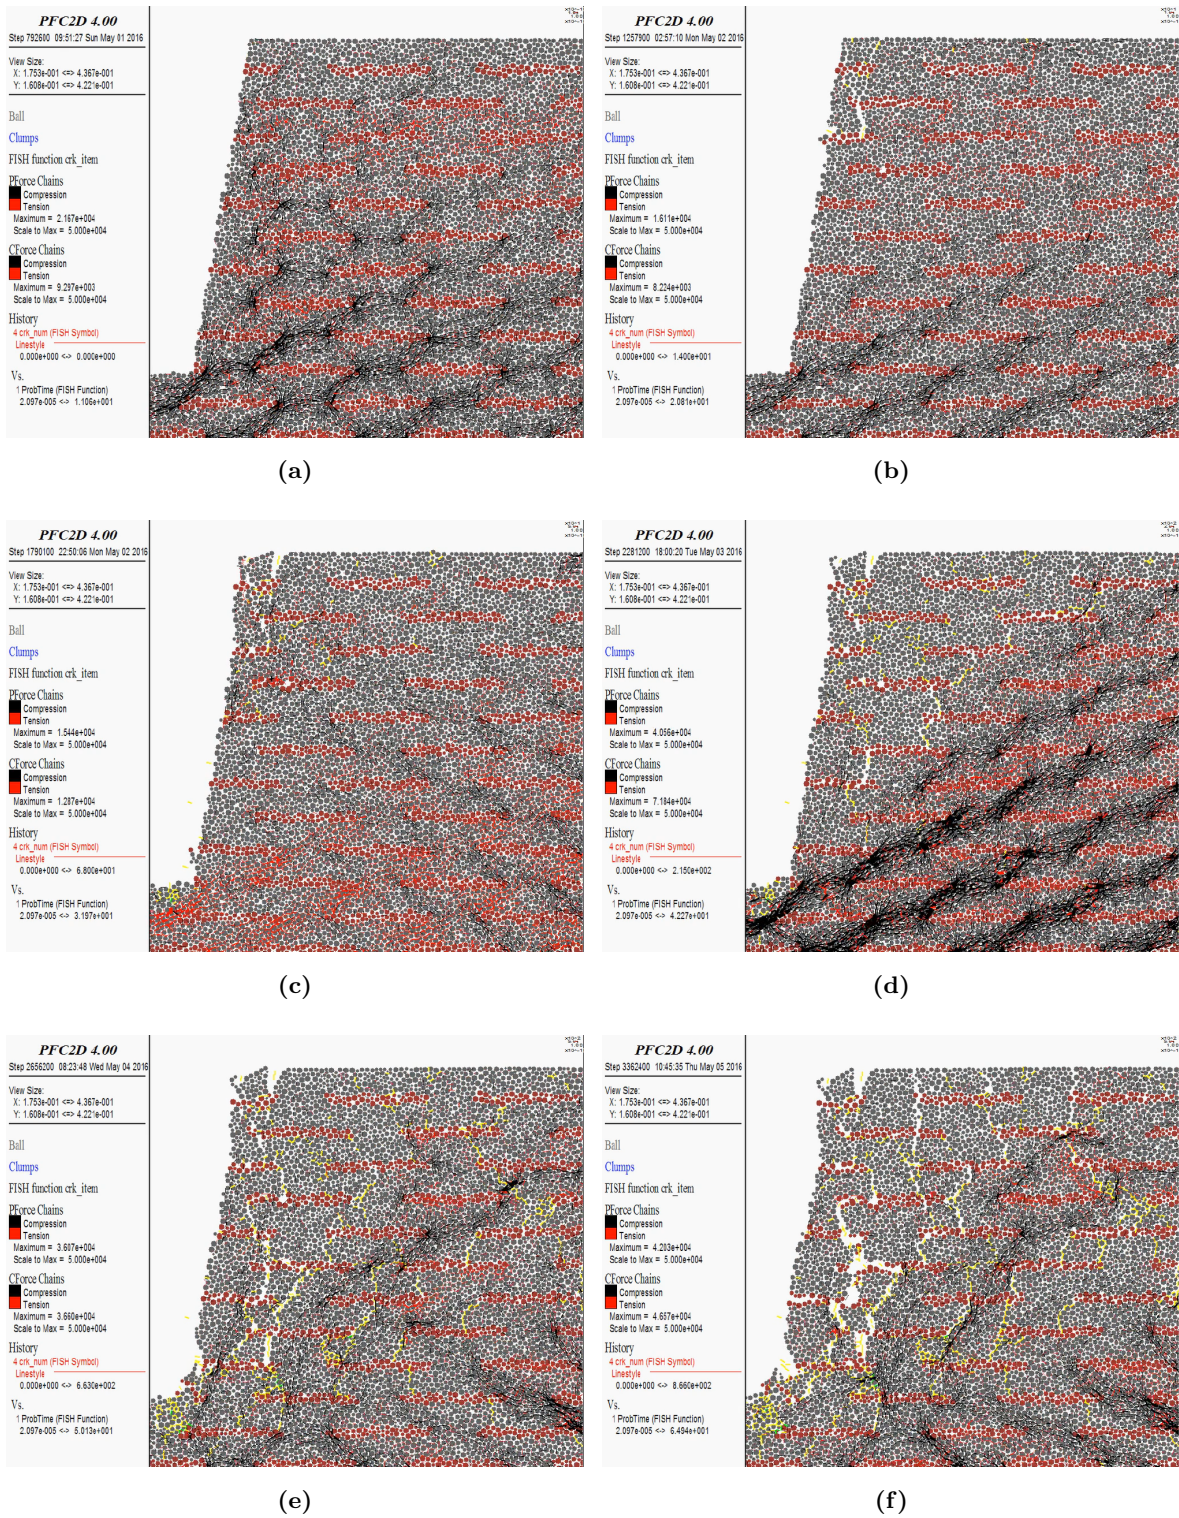 PFC2D 4.00
Step 792600 09:51:27 Sun May 01 2016
View Size:
X: 1.753e-001 <=> 4.367e-001
Y: 1.608e-001 <=> 4.221e-001
Ball
Clumps
FISH function crk_item
PForce Chains
Compression
Tension
Maximum = 2.167e+004
Scale to Max = 5.000e+004
CForce Chains
Compression
Tension
Maximum = 9.297e+003
Scale to Max = 5.000e+004
History
4 crk_num (FISH Symbol)
Linestyle
0.000e+000 <-> 0.000e+000
Vs.
1 ProbTime (FISH Function)
2.097e-005 <-> 1.106e+001
(a)
PFC2D 4.00
Step 1257900 02:57:10 Mon May 02 2016
View Size:
X: 1.753e-001 <=> 4.367e-001
Y: 1.608e-001 <=> 4.221e-001
Ball
Clumps
FISH function crk_item
PForce Chains
Compression
Tension
Maximum = 1.611e+004
Scale to Max = 5.000e+004
CForce Chains
Compression
Tension
Maximum = 8.224e+003
Scale to Max = 5.000e+004
History
4 crk_num (FISH Symbol)
Linestyle
0.000e+000 <-> 1.400e+001
Vs.
1 ProbTime (FISH Function)
2.097e-005 <-> 2.081e+001
(b)
PFC2D 4.00
Step 1790100 22:50:06 Mon May 02 2016
View Size:
X: 1.753e-001 <=> 4.367e-001
Y: 1.608e-001 <=> 4.221e-001
Ball
Clumps
FISH function crk_item
PForce Chains
Compression
Tension
Maximum = 1.544e+004
Scale to Max = 5.000e+004
CForce Chains
Compression
Tension
Maximum = 1.287e+004
Scale to Max = 5.000e+004
History
4 crk_num (FISH Symbol)
Linestyle
0.000e+000 <-> 6.800e+001
Vs.
1 ProbTime (FISH Function)
2.097e-005 <-> 3.197e+001
(c)
PFC2D 4.00
Step 2281200 18:00:20 Tue May 03 2016
View Size:
X: 1.753e-001 <=> 4.367e-001
Y: 1.608e-001 <=> 4.221e-001
Ball
Clumps
FISH function crk_item
PForce Chains
Compression
Tension
Maximum = 4.056e+004
Scale to Max = 5.000e+004
CForce Chains
Compression
Tension
Maximum = 7.184e+004
Scale to Max = 5.000e+004
History
4 crk_num (FISH Symbol)
Linestyle
0.000e+000 <-> 2.150e+002
Vs.
1 ProbTime (FISH Function)
2.097e-005 <-> 4.227e+001
(d)
PFC2D 4.00
Step 2656200 08:23:48 Wed May 04 2016
View Size:
X: 1.753e-001 <=> 4.367e-001
Y: 1.608e-001 <=> 4.221e-001
Ball
Clumps
FISH function crk_item
PForce Chains
Compression
Tension
Maximum = 3.607e+004
Scale to Max = 5.000e+004
CForce Chains
Compression
Tension
Maximum = 3.660e+004
Scale to Max = 5.000e+004
History
4 crk_num (FISH Symbol)
Linestyle
0.000e+000 <-> 6.630e+002
Vs.
1 ProbTime (FISH Function)
2.097e-005 <-> 5.013e+001
(e)
PFC2D 4.00
Step 3362400 10:45:35 Thu May 05 2016
View Size:
X: 1.753e-001 <=> 4.367e-001
Y: 1.608e-001 <=> 4.221e-001
Ball
Clumps
FISH function crk_item
PForce Chains
Compression
Tension
Maximum = 4.203e+004
Scale to Max = 5.000e+004
CForce Chains
Compression
Tension
Maximum = 4.657e+004
Scale to Max = 5.000e+004
History
4 crk_num (FISH Symbol)
Linestyle
0.000e+000 <-> 8.660e+002
Vs.
1 ProbTime (FISH Function)
2.097e-005 <-> 6.494e+001
(f)